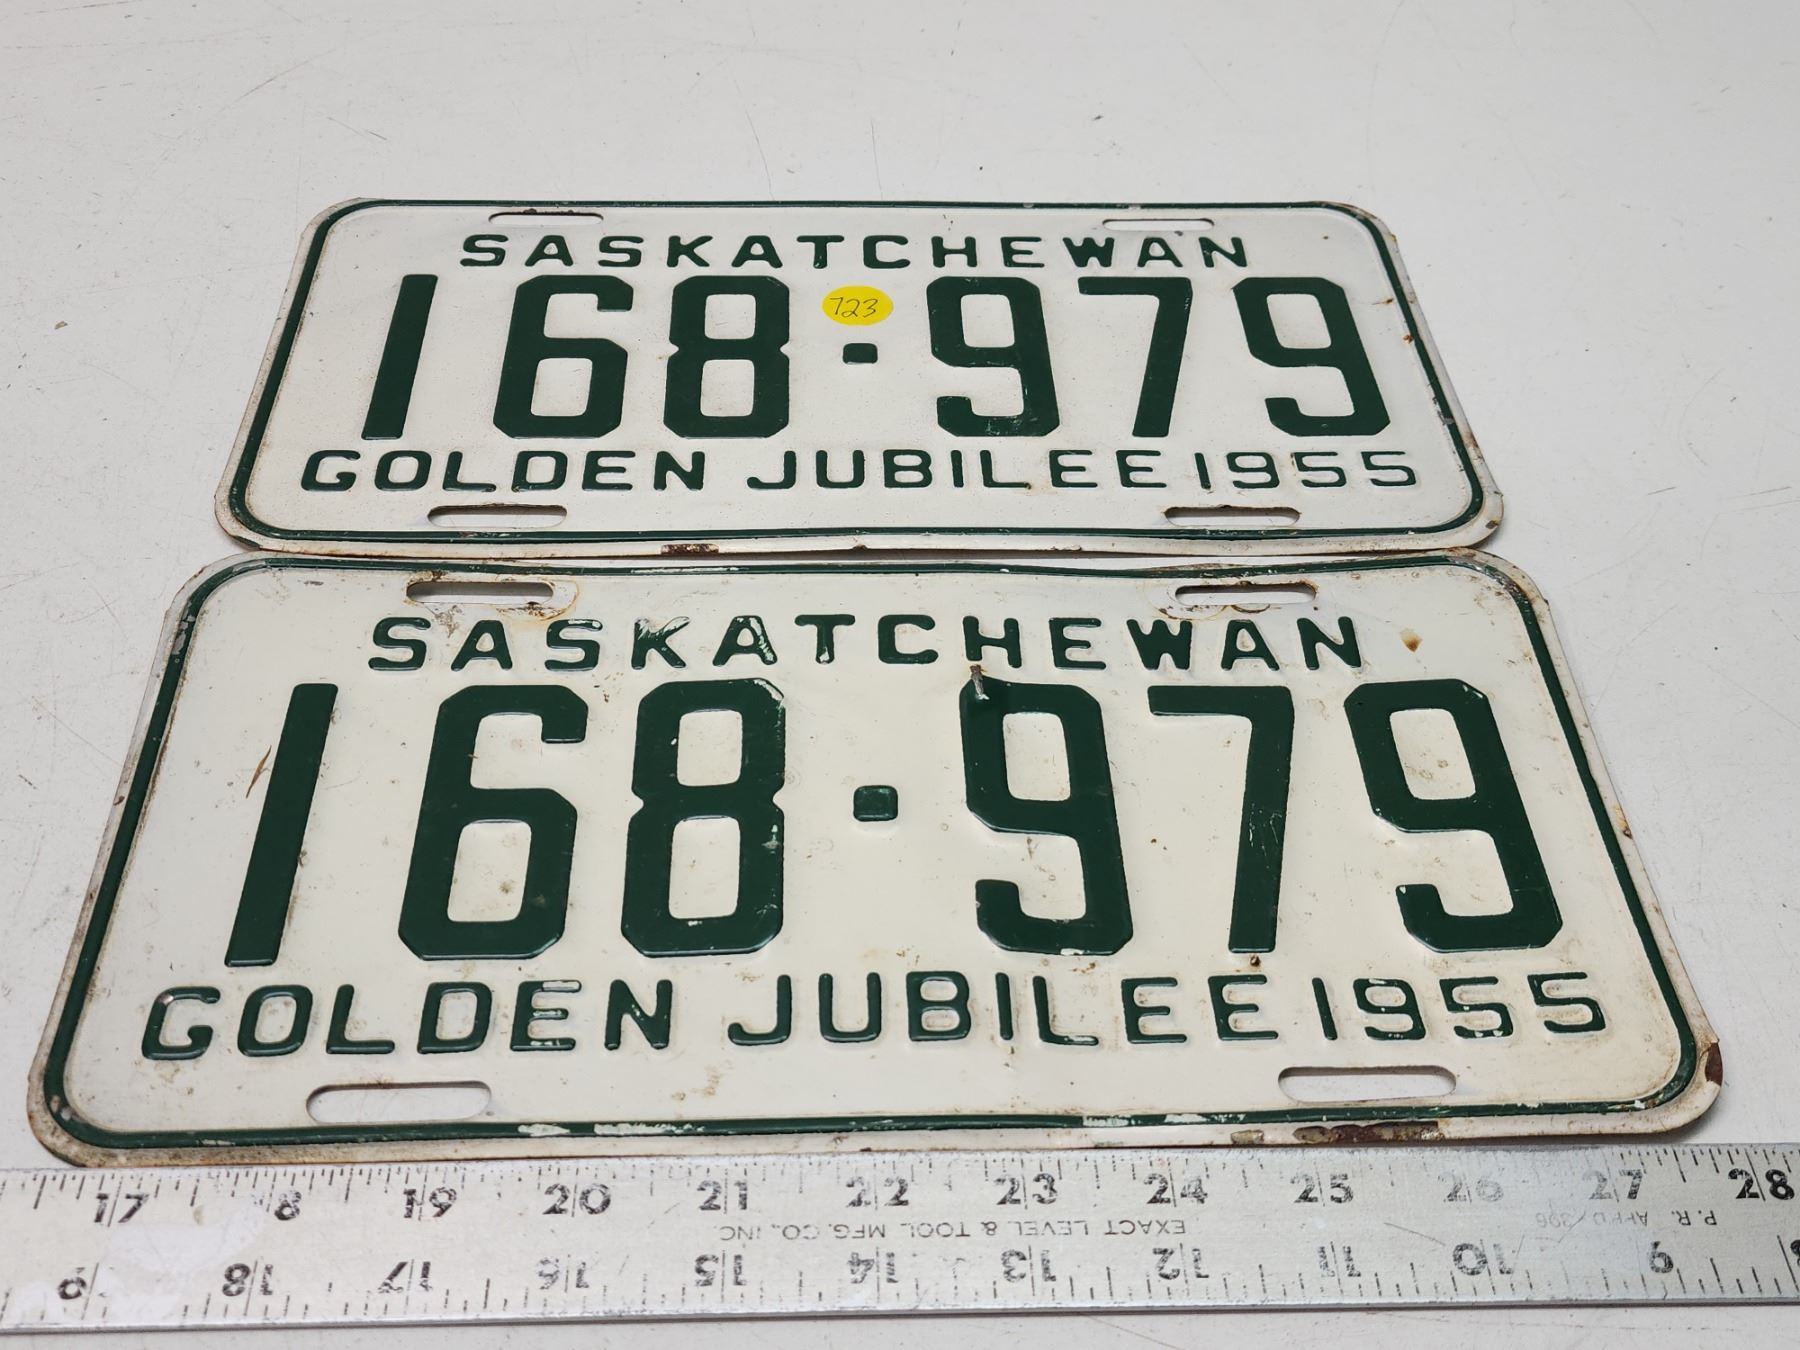 SASKATCHEWAN
723
168·979
GOLDEN JUBILEE 1955
SASKATCHEWAN
168·979
GOLDEN JUBILEE 1955
17 18 19 20 21 22 23 24 25 26 27 28
EXACT LEVEL & TOOL MFG. CO., INC
19 18 17 16 15 14 13 12 11 10 9